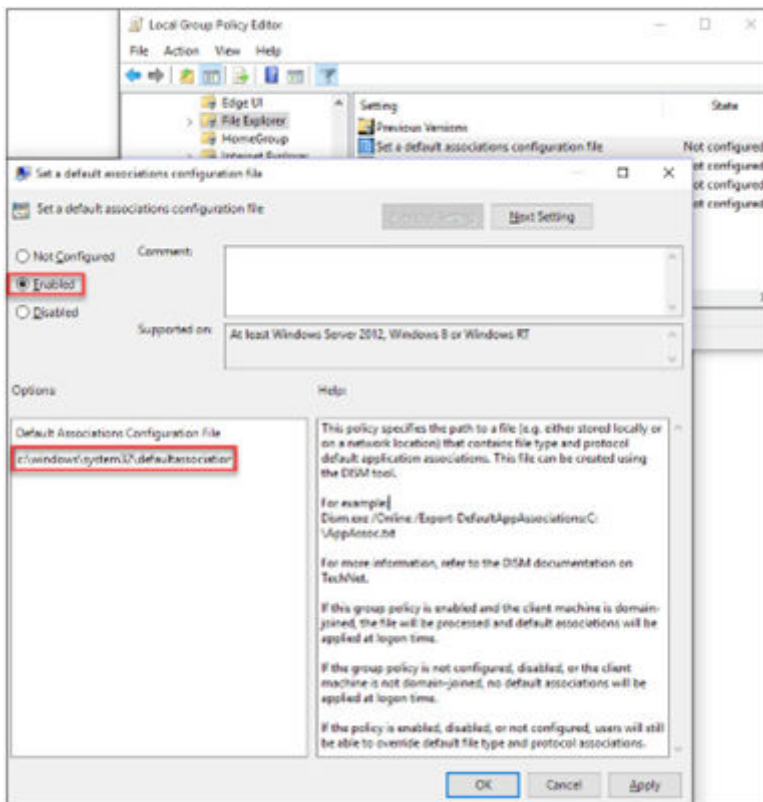 Local Group Policy Editor
File Action View Help
Edge UI
File Explorer
HomeGroup
Internet Explorer
Setting State
Previous Versions
Set a default associations configuration file Not configured
ot configured
ot configured
ot configured
Set a default associations configuration file
Set a default associations configuration file
Next Setting
Not Configured
Enabled
Disabled
Comment:
Supported on:
At least Windows Server 2012, Windows 8 or Windows RT
Options:
Help:
Default Associations Configuration File
c:\windows\system32\defaultassociation
This policy specifies the path to a file (e.g. either stored locally or
on a network location) that contains file type and protocol
default application associations. This file can be created using
the DISM tool.
For example:
Dism.exe /Online /Export-DefaultAppAssociations:C:
\AppAssoc.txt
For more information, refer to the DISM documentation on
TechNet.
If this group policy is enabled and the client machine is domain-
joined, the file will be processed and default associations will be
applied at logon time.
If the group policy is not configured, disabled, or the client
machine is not domain-joined, no default associations will be
applied at logon time.
If the policy is enabled, disabled, or not configured, users will still
be able to override default file type and protocol associations.
OK Cancel Apply